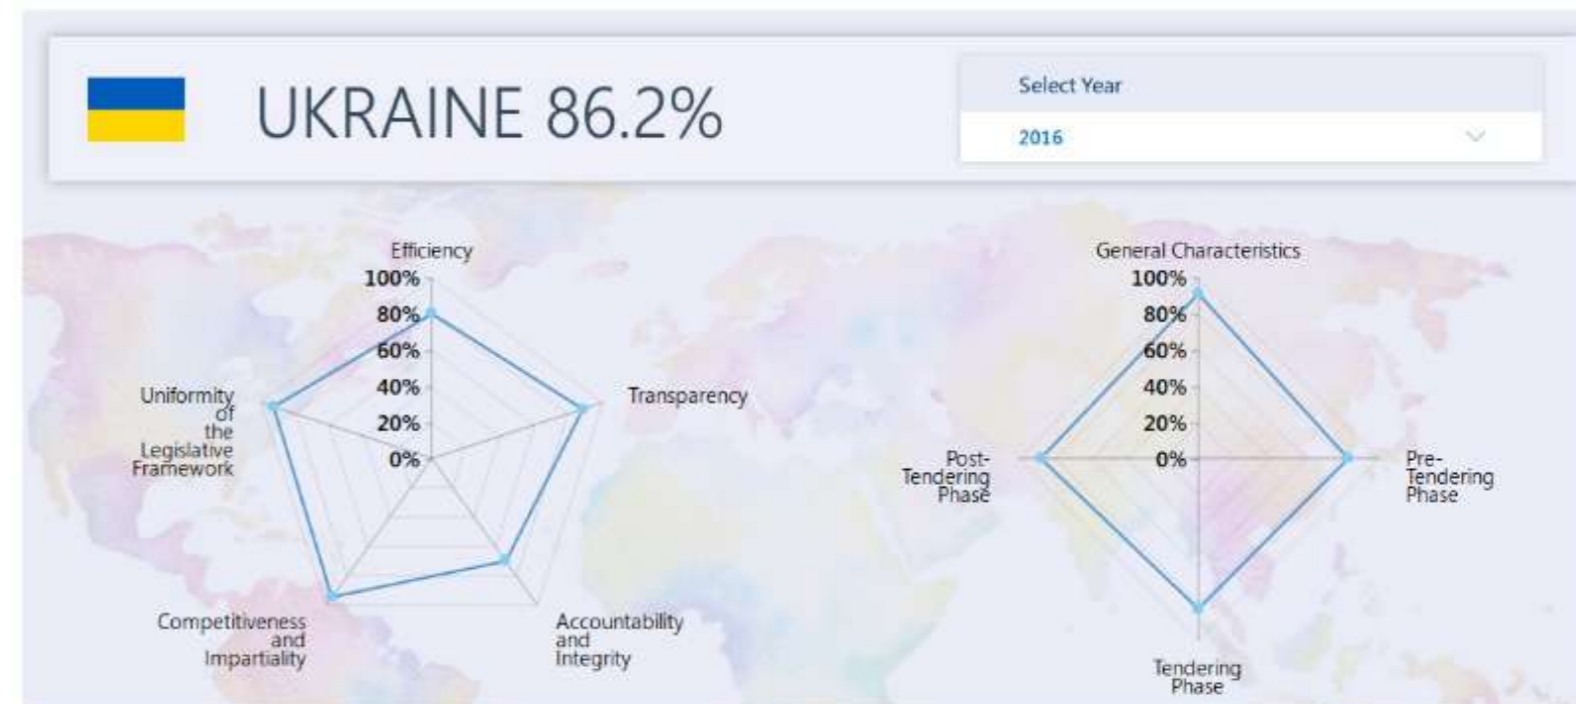 UKRAINE 86.2%
Select Year
2016
Efficiency
100%
80%
60%
40%
20%
0%
Transparency
Accountability
and
Integrity
Competitiveness
and
Impartiality
Uniformity
of
the
Legislative
Framework
General Characteristics
100%
80%
60%
40%
20%
0%
Pre-
Tendering
Phase
Tendering
Phase
Post-
Tendering
Phase